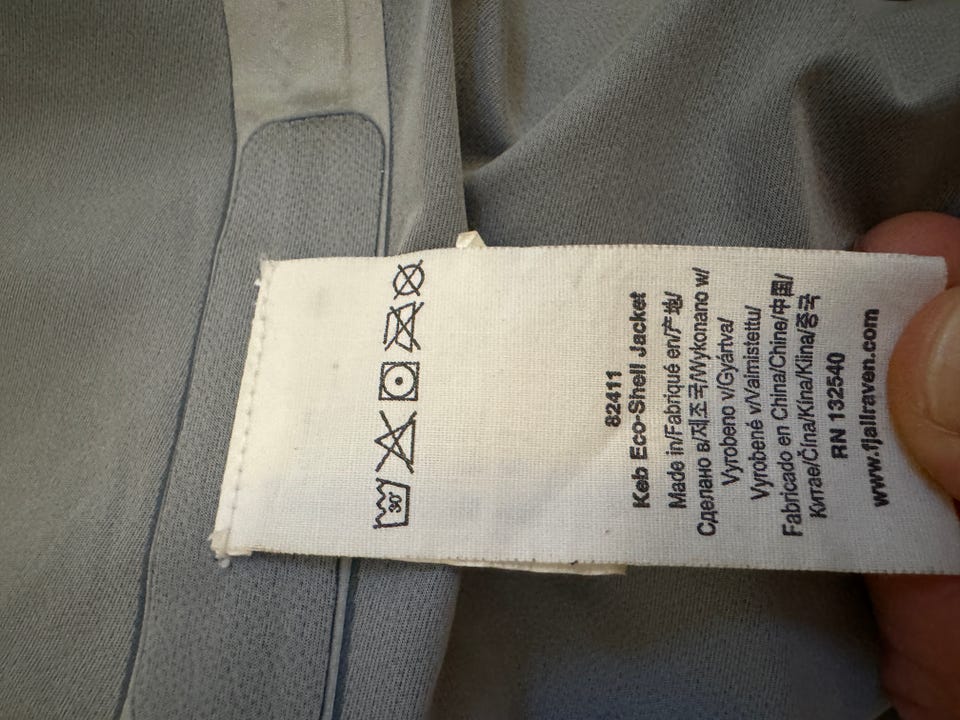 30°
82411
Keb Eco-Shell Jacket
Made in/Fabriqué en/产地/
Сделано в/제조국/Wykonano w/
Vyrobeno v/Gyártva/
Vyrobené v/Valmistettu/
Fabricado en China/Chine/中国/
Китае/Čína/Kína/Kiina/중국
RN 132540
www.fjallraven.com